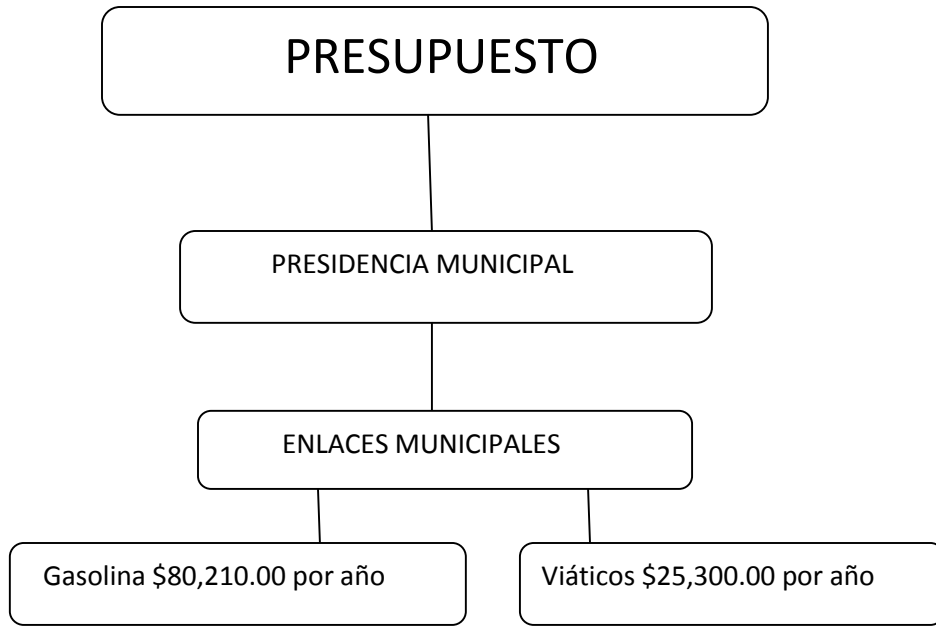 PRESUPUESTO
PRESIDENCIA MUNICIPAL
ENLACES MUNICIPALES
Gasolina $80,210.00 por año
Viáticos $25,300.00 por año